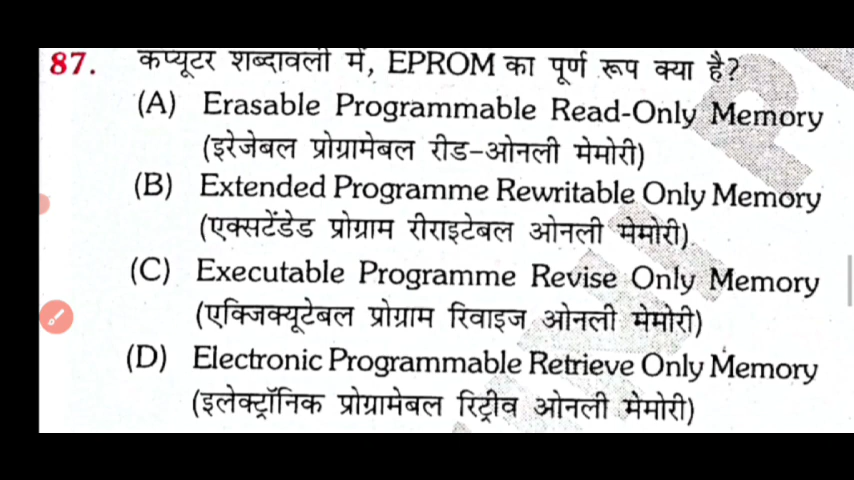 87. कंप्यूटर शब्दावली में, EPROM का पूर्ण रूप क्या है?
(A) Erasable Programmable Read-Only Memory
(इरेजेबल प्रोग्रामेबल रीड-ओनली मेमोरी)
(B) Extended Programme Rewritable Only Memory
(एक्सटेंडेड प्रोग्राम रीराइटेबल ओनली मेमोरी)
(C) Executable Programme Revise Only Memory
(एक्जिक्यूटेबल प्रोग्राम रिवाइज ओनली मेमोरी)
(D) Electronic Programmable Retrieve Only Memory
(इलेक्ट्रॉनिक प्रोग्रामेबल रिट्रीव ओनली मेमोरी)